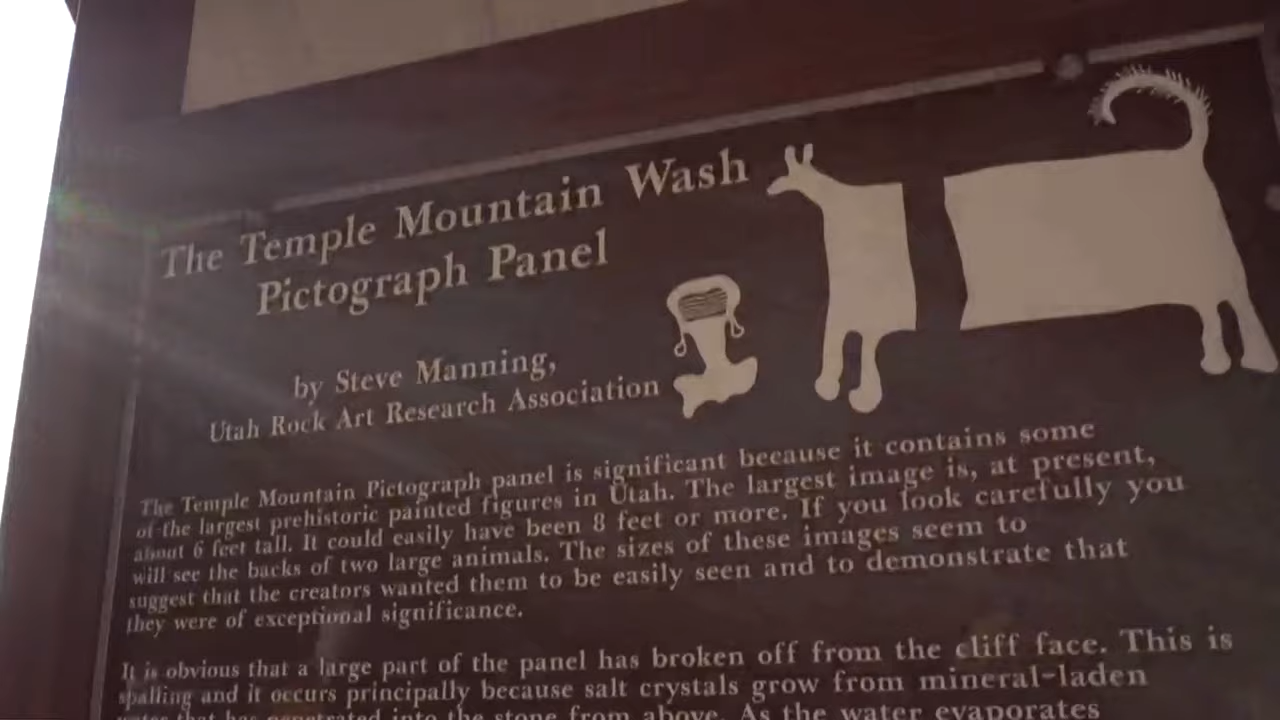 The Temple Mountain Wash
Pictograph Panel
by Steve Manning,
Utah Rock Art Research Association
The Temple Mountain Pictograph panel is significant because it contains some
of the largest prehistoric painted figures in Utah. The largest image is, at present,
about 6 feet tall. It could easily have been 8 feet or more. If you look carefully you
will see the backs of two large animals. The sizes of these images seem to
suggest that the creators wanted them to be easily seen and to demonstrate that
they were of exceptional significance.
It is obvious that a large part of the panel has broken off from the cliff face. This is
spalling and it occurs principally because salt crystals grow from mineral-laden
water that has penetrated into the stone from above. As the water evaporates